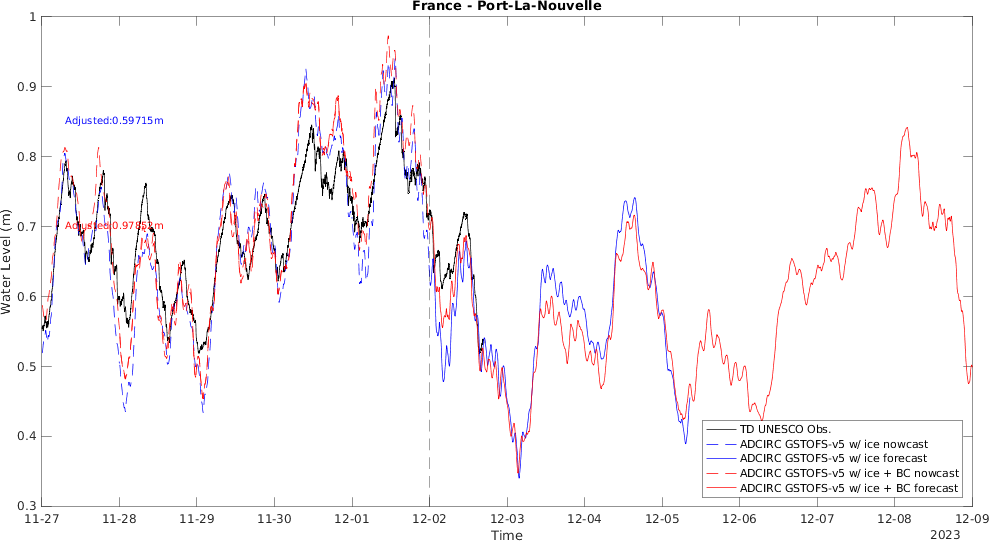 France - Port-La-Nouvelle
1
0.9
0.8
0.7
0.6
0.5
0.4
0.3
Water Level (m)
Adjusted:0.59715m
Adjusted:0.97852m
TD UNESCO Obs.
ADCIRC GSTOFS-v5 w/ ice nowcast
ADCIRC GSTOFS-v5 w/ ice forecast
ADCIRC GSTOFS-v5 w/ ice + BC nowcast
ADCIRC GSTOFS-v5 w/ ice + BC forecast
11-27 11-28 11-29 11-30 12-01 12-02 12-03 12-04 12-05 12-06 12-07 12-08 12-09
Time
2023